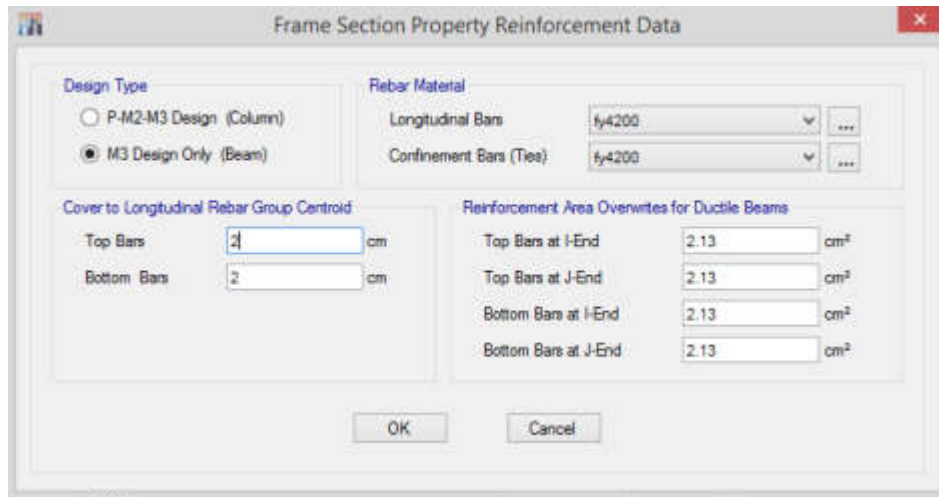 Frame Section Property Reinforcement Data
Design Type
P-M2-M3 Design (Column)
M3 Design Only (Beam)
Rebar Material
Longitudinal Bars fy4200 ...
Confinement Bars (Ties) fy4200 ...
Cover to Longitudinal Rebar Group Centroid
Top Bars 2 cm
Bottom Bars 2 cm
Reinforcement Area Overwrites for Ductile Beams
Top Bars at I-End 2.13 cm²
Top Bars at J-End 2.13 cm²
Bottom Bars at I-End 2.13 cm²
Bottom Bars at J-End 2.13 cm²
OK Cancel